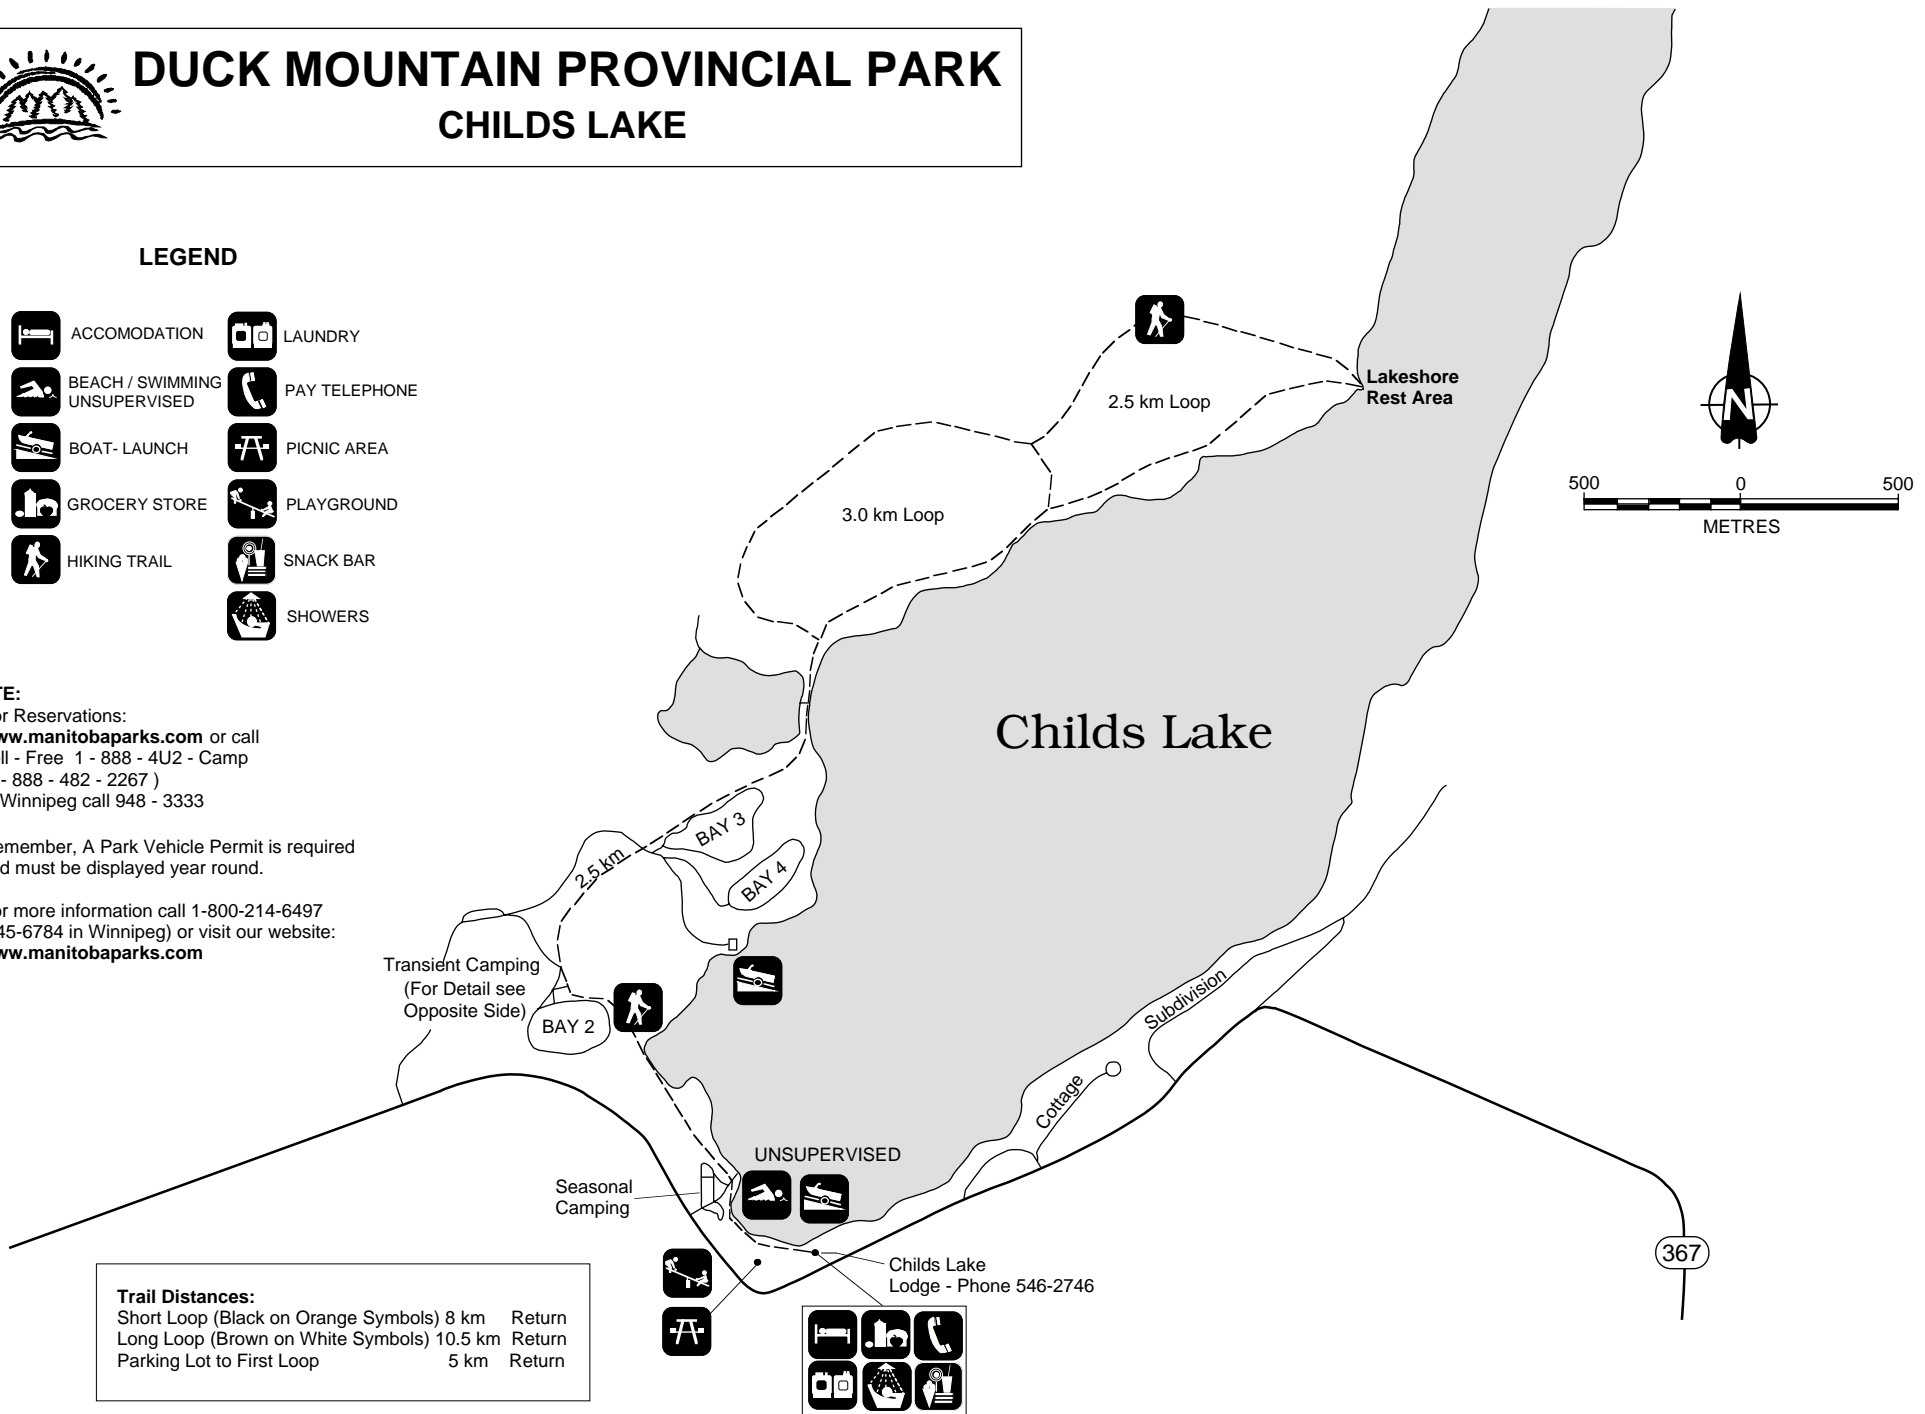 DUCK MOUNTAIN PROVINCIAL PARK
CHILDS LAKE
LEGEND
ACCOMODATION
BEACH / SWIMMING
UNSUPERVISED
BOAT- LAUNCH
GROCERY STORE
HIKING TRAIL
LAUNDRY
PAY TELEPHONE
PICNIC AREA
PLAYGROUND
SNACK BAR
SHOWERS
TE:
or Reservations:
ww.manitobaparks.com or call
ll - Free 1 - 888 - 4U2 - Camp
- 888 - 482 - 2267 )
Winnipeg call 948 - 3333
emember, A Park Vehicle Permit is required
d must be displayed year round.
or more information call 1-800-214-6497
45-6784 in Winnipeg) or visit our website:
ww.manitobaparks.com
Lakeshore
Rest Area
2.5 km Loop
3.0 km Loop
N
500 0 500
METRES
Childs Lake
BAY 3
BAY 4
2.5 km
Transient Camping
(For Detail see
Opposite Side)
BAY 2
Subdivision
Cottage
UNSUPERVISED
Seasonal
Camping
367
Childs Lake
Lodge - Phone 546-2746
Trail Distances:
Short Loop (Black on Orange Symbols) 8 km Return
Long Loop (Brown on White Symbols) 10.5 km Return
Parking Lot to First Loop 5 km Return